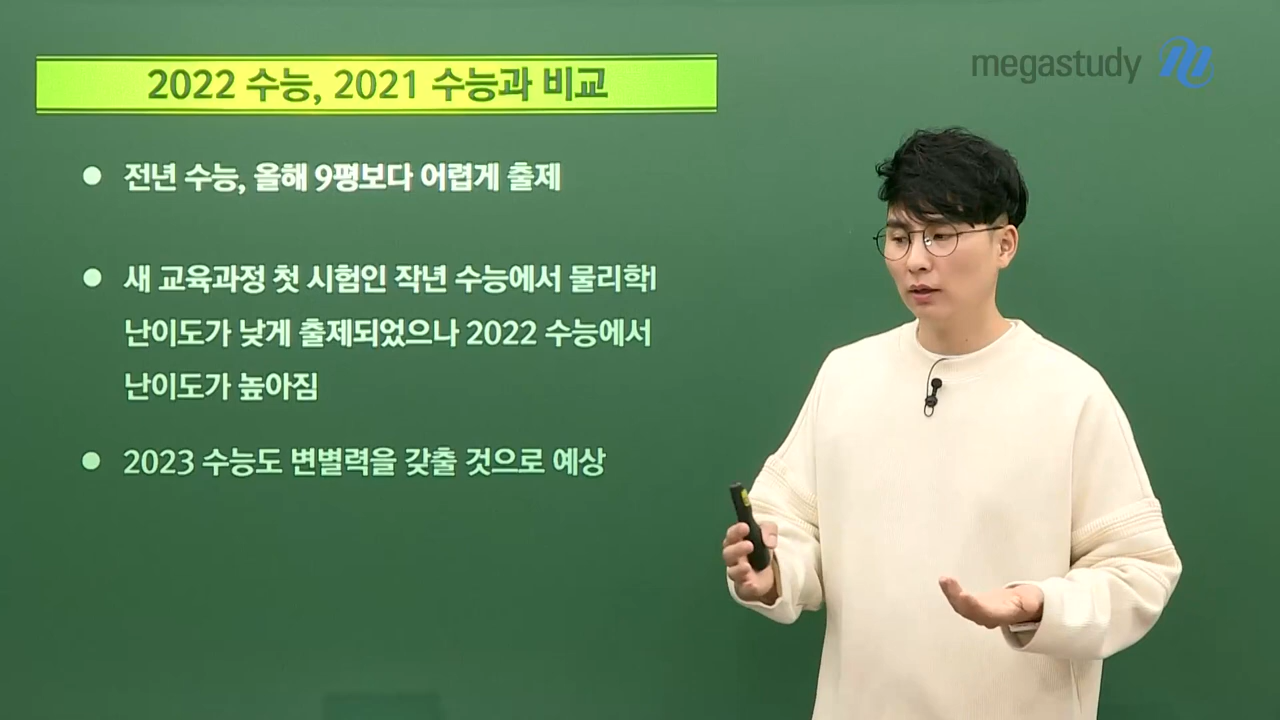 2022 수능, 2021 수능과 비교
megastudy
전년 수능, 올해 9평보다 어렵게 출제
새 교육과정 첫 시험인 작년 수능에서 물리학I
난이도가 낮게 출제되었으나 2022 수능에서
난이도가 높아짐
2023 수능도 변별력을 갖출 것으로 예상